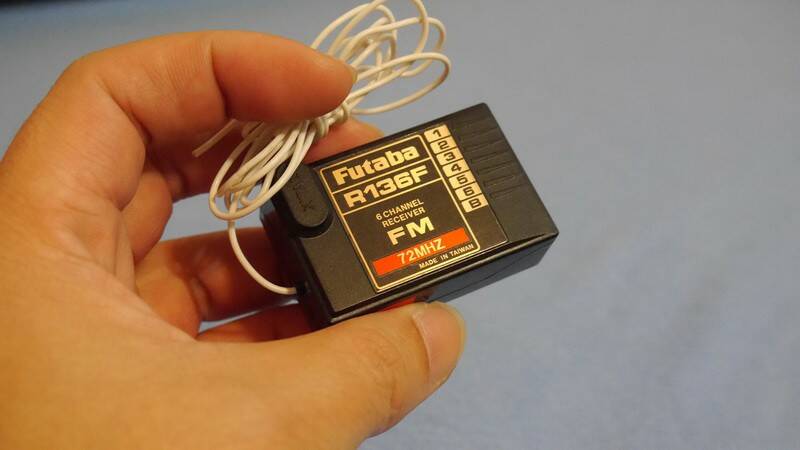 Futaba
R136F
6 CHANNEL
RECEIVER
FM
72MHZ
MADE IN TAIWAN
1
2
3
4
5
6
B